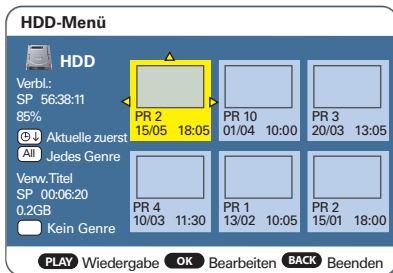 HDD-Menü
HDD
Verbl.:
SP 56:38:11
85%
Aktuelle zuerst
All Jedes Genre
Verw.Titel
SP 00:06:20
0.2GB
Kein Genre
PR 2
15/05 18:05
PR 10
01/04 10:00
PR 3
20/03 13:05
PR 4
10/03 11:30
PR 1
13/02 10:05
PR 2
15/01 18:00
PLAY Wiedergabe OK Bearbeiten BACK Beenden